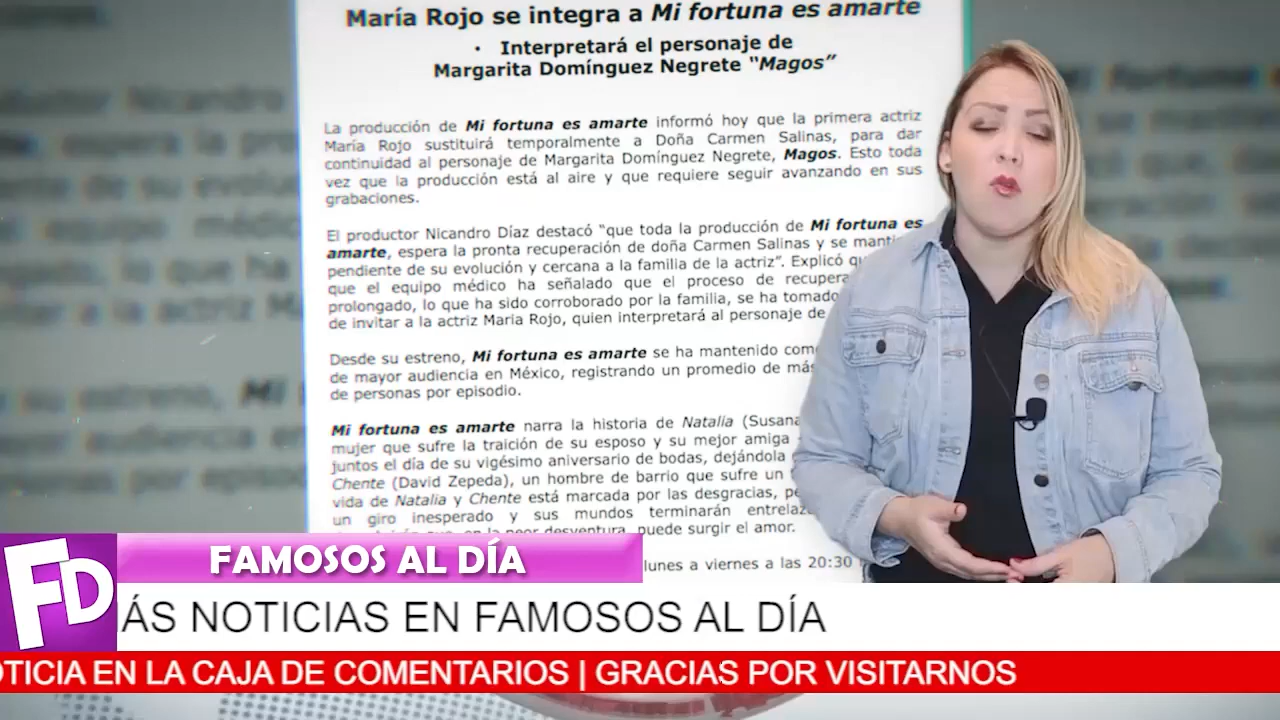 María Rojo se integra a Mi fortuna es amarte
• Interpretará el personaje de
Margarita Domínguez Negrete “Magos”
La producción de Mi fortuna es amarte informó hoy que la primera actriz
María Rojo sustituirá temporalmente a Doña Carmen Salinas, para dar
continuidad al personaje de Margarita Domínguez Negrete, Magos. Esto toda
vez que la producción está al aire y que requiere seguir avanzando en sus
grabaciones.
El productor Nicandro Díaz destacó “que toda la producción de Mi fortuna es
amarte, espera la pronta recuperación de doña Carmen Salinas y se
pendiente de su evolución y cercana a la familia de la actriz”. Explicó
que el equipo médico ha señalado que el proceso de
prolongado, lo que ha sido corroborado por la familia, se ha tomado
de invitar a la actriz Maria Rojo, quien interpretará al personaje de
Desde su estreno, Mi fortuna es amarte se ha mantenido
de mayor audiencia en México, registrando un promedio de más
de personas por episodio.
Mi fortuna es amarte narra la historia de Natalia (Susana
mujer que sufre la traición de su esposo y su mejor amiga
juntos el día de su vigésimo aniversario de bodas, dejándola
Chente (David Zepeda), un hombre de barrio que sufre un
vida de Natalia y Chente está marcada por las desgracias,
un giro inesperado y sus mundos terminarán
en la peor desventura, puede surgir el amor.
lunes a viernes a las 20:30
FD
FAMOSOS AL DÍA
ÁS NOTICIAS EN FAMOSOS AL DÍA
OTICIA EN LA CAJA DE COMENTARIOS | GRACIAS POR VISITARNOS